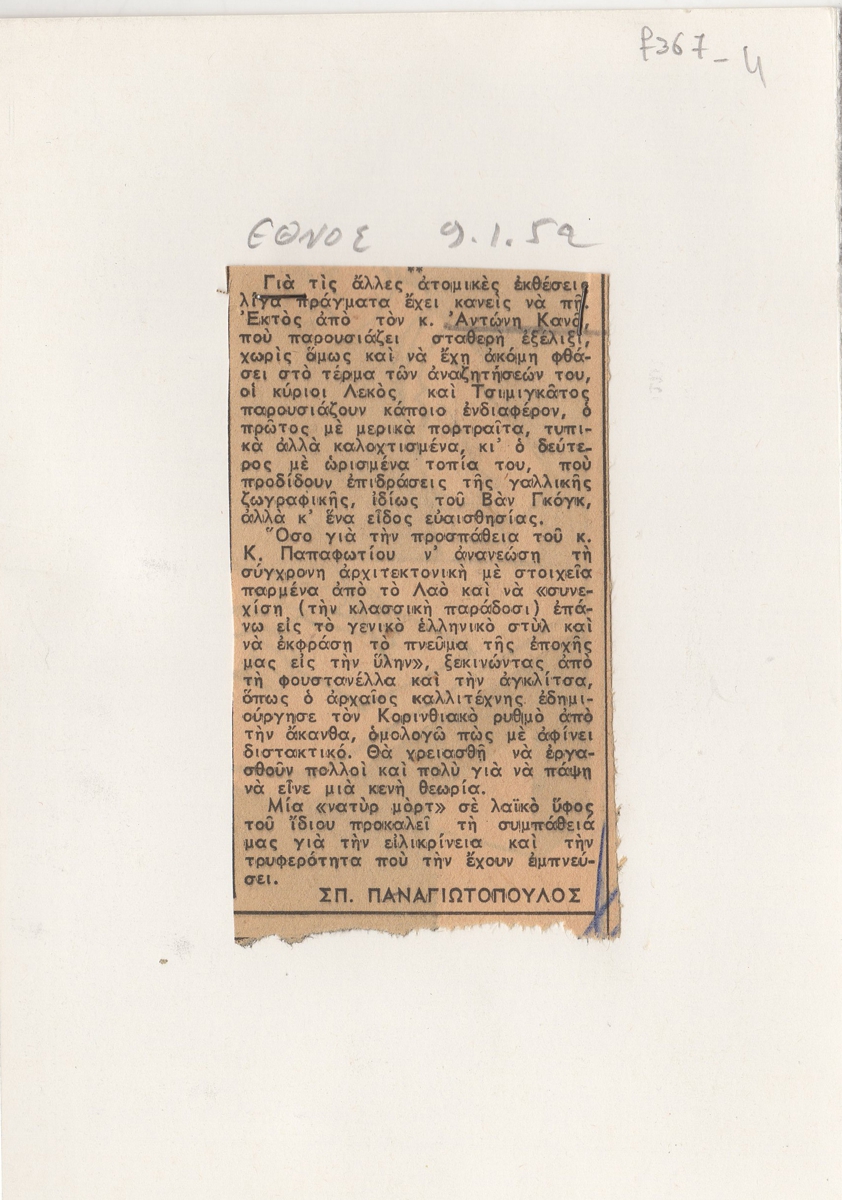 f367-4
ΕΘΝΟΣ 9.1.52
**
Γιὰ τὶς ἄλλες ἀτομικὲς ἐκθέσεις
λίγα πράγματα ἔχει κανεὶς νὰ πῆ.
Ἐκτὸς ἀπὸ τὸν κ. Ἀντώνη Κανᾶ,
ποὺ παρουσιάζει σταθερὴ ἐξέλιξι,
χωρὶς ὅμως καὶ νὰ ἔχη ἀκόμη φθά-
σει στὸ τέρμα τῶν ἀναζητήσεών του,
οἱ κύριοι Λεκὸς καὶ Τσιμιγκᾶτος
παρουσιάζουν κάποιο ἐνδιαφέρον, ὁ
πρῶτος μὲ μερικὰ πορτραῖτα, τυπι-
κὰ ἀλλὰ καλοχτισμένα, κι' ὁ δεύτε-
ρος μὲ ὡρισμένα τοπία του, ποὺ
προδίδουν ἐπιδράσεις τῆς γαλλικῆς
ζωγραφικῆς, ἰδίως τοῦ Βὰν Γκόγκ,
ἀλλὰ κ' ἕνα εἶδος εὐαισθησίας.
Ὅσο γιὰ τὴν προσπάθεια τοῦ κ.
Κ. Παπαφωτίου ν' ἀνανεώση τὴ
σύγχρονη ἀρχιτεκτονικὴ μὲ στοιχεῖα
παρμένα ἀπὸ τὸ Λαὸ καὶ νὰ «συνε-
χίση (τὴν κλασσικὴ παράδοσι) ἐπά-
νω εἰς τὸ γενικὸ ἑλληνικὸ στὺλ καὶ
νὰ ἐκφράση τὸ πνεῦμα τῆς ἐποχῆς
μας εἰς τὴν ὕλην», ξεκινώντας ἀπὸ
τὴ φουστανέλλα καὶ τὴν ἀγκλίτσα,
ὅπως ὁ ἀρχαῖος καλλιτέχνης ἐδημι-
ούργησε τὸν Κορινθιακὸ ρυθμὸ ἀπὸ
τὴν ἄκανθα, ὁμολογῶ πὼς μὲ ἀφίνει
διστακτικό. Θὰ χρειασθῆ νὰ ἐργα-
σθοῦν πολλοὶ καὶ πολὺ γιὰ νὰ πάψη
νὰ εἶνε μιὰ κενὴ θεωρία.
Μία «νατὺρ μὸρτ» σὲ λαϊκὸ ὕφος
τοῦ ἴδιου προκαλεῖ τὴ συμπάθειά
μας γιὰ τὴν εἰλικρίνεια καὶ τὴν
τρυφερότητα ποὺ τὴν ἔχουν ἐμπνεύ-
σει.
ΣΠ. ΠΑΝΑΓΙΩΤΟΠΟΥΛΟΣ